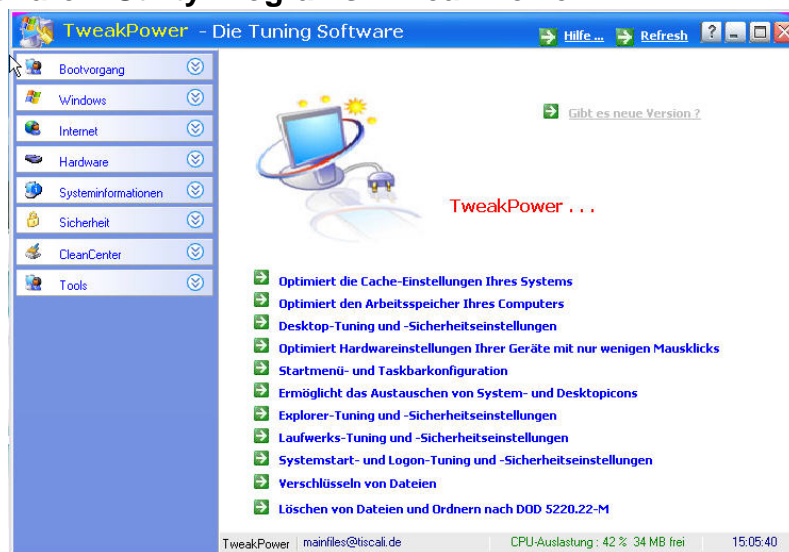 TweakPower - Die Tuning Software
Hilfe ...
Refresh
?
Bootvorgang
Windows
Internet
Hardware
Systeminformationen
Sicherheit
CleanCenter
Tools
Gibt es neue Version ?
TweakPower . . .
Optimiert die Cache-Einstellungen Ihres Systems
Optimiert den Arbeitsspeicher Ihres Computers
Desktop-Tuning und -Sicherheitseinstellungen
Optimiert Hardwareeinstellungen Ihrer Geräte mit nur wenigen Mausklicks
Startmenü- und Taskbarkonfiguration
Ermöglicht das Austauschen von System- und Desktopicons
Explorer-Tuning und -Sicherheitseinstellungen
Laufwerks-Tuning und -Sicherheitseinstellungen
Systemstart- und Logon-Tuning und -Sicherheitseinstellungen
Verschlüsseln von Dateien
Löschen von Dateien und Ordnern nach DOD 5220.22-M
TweakPower
mainfiles@tiscali.de
CPU-Auslastung : 42 % 34 MB frei
15:05:40